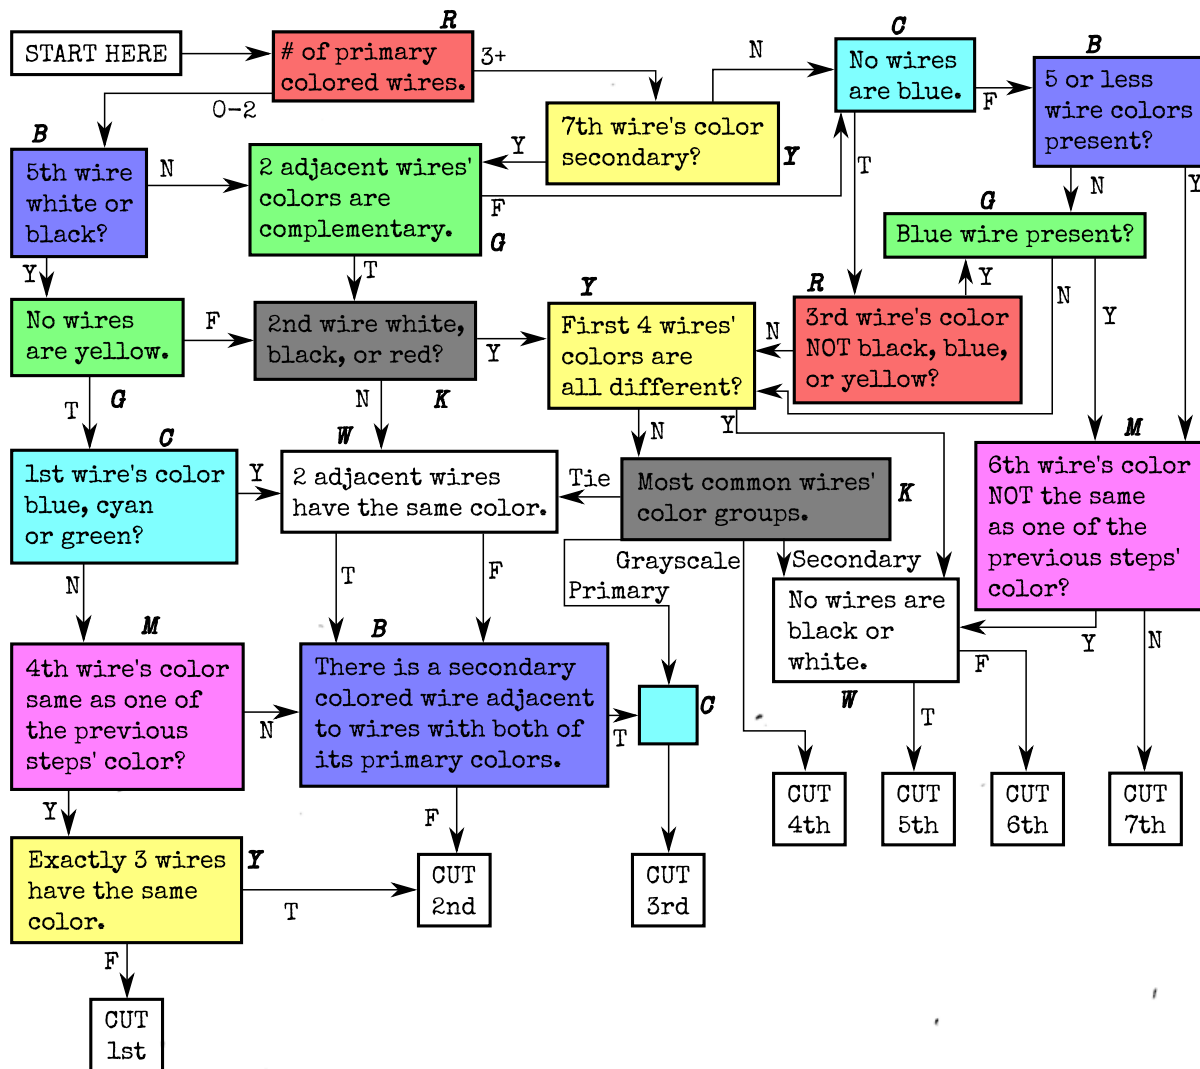 R
START HERE
# of primary
colored wires.
3+
0-2
N
C
No wires
are blue.
F
T
B
5 or less
wire colors
present?
N
Y
7th wire's color
secondary?
Y
Y
B
5th wire
white or
black?
N
Y
2 adjacent wires'
colors are
complementary.
G
F
T
G
Blue wire present?
Y
N
Y
No wires
are yellow.
G
F
T
2nd wire white,
black, or red?
K
Y
N
Y
First 4 wires'
colors are
all different?
N
Y
R
3rd wire's color
NOT black, blue,
or yellow?
N
C
1st wire's color
blue, cyan
or green?
Y
N
W
2 adjacent wires
have the same color.
T
F
Tie
Most common wires'
color groups.
K
Grayscale
Primary
Secondary
M
6th wire's color
NOT the same
as one of the
previous steps'
color?
Y
N
M
4th wire's color
same as one of
the previous
steps' color?
N
Y
B
There is a secondary
colored wire adjacent
to wires with both of
its primary colors.
T
F
C
No wires are
black or
white.
W
F
T
Exactly 3 wires
have the same
color.
Y
T
F
CUT
1st
CUT
2nd
CUT
3rd
CUT
4th
CUT
5th
CUT
6th
CUT
7th